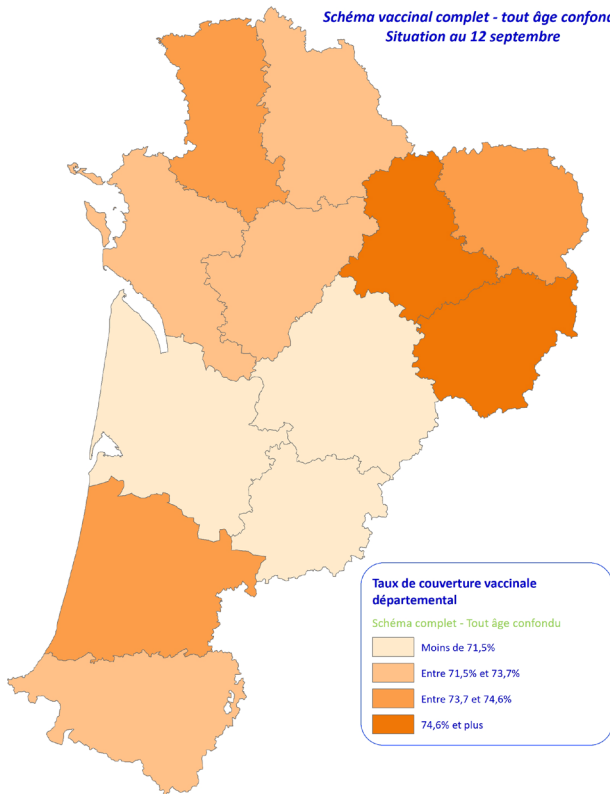 Schéma vaccinal complet - tout âge confond
Situation au 12 septembre
Taux de couverture vaccinale
départemental
Schéma complet - Tout âge confondu
Moins de 71,5%
Entre 71,5% et 73,7%
Entre 73,7 et 74,6%
74,6% et plus